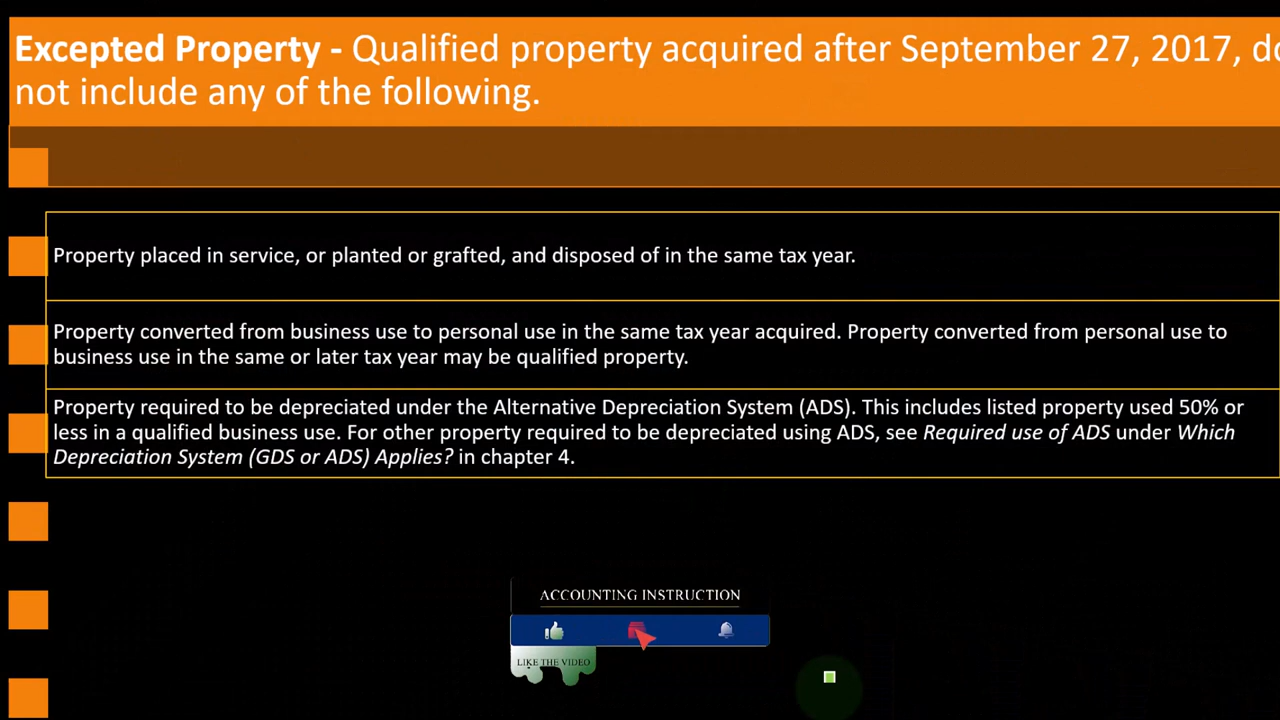 Excepted Property - Qualified property acquired after September 27, 2017,
not include any of the following.
Property placed in service, or planted or grafted, and disposed of in the same tax year.
Property converted from business use to personal use in the same tax year acquired. Property converted from personal use to
business use in the same or later tax year may be qualified property.
Property required to be depreciated under the Alternative Depreciation System (ADS). This includes listed property used 50% or
less in a qualified business use. For other property required to be depreciated using ADS, see Required use of ADS under Which
Depreciation System (GDS or ADS) Applies? in chapter 4.
ACCOUNTING INSTRUCTION
LIKE THE VIDEO